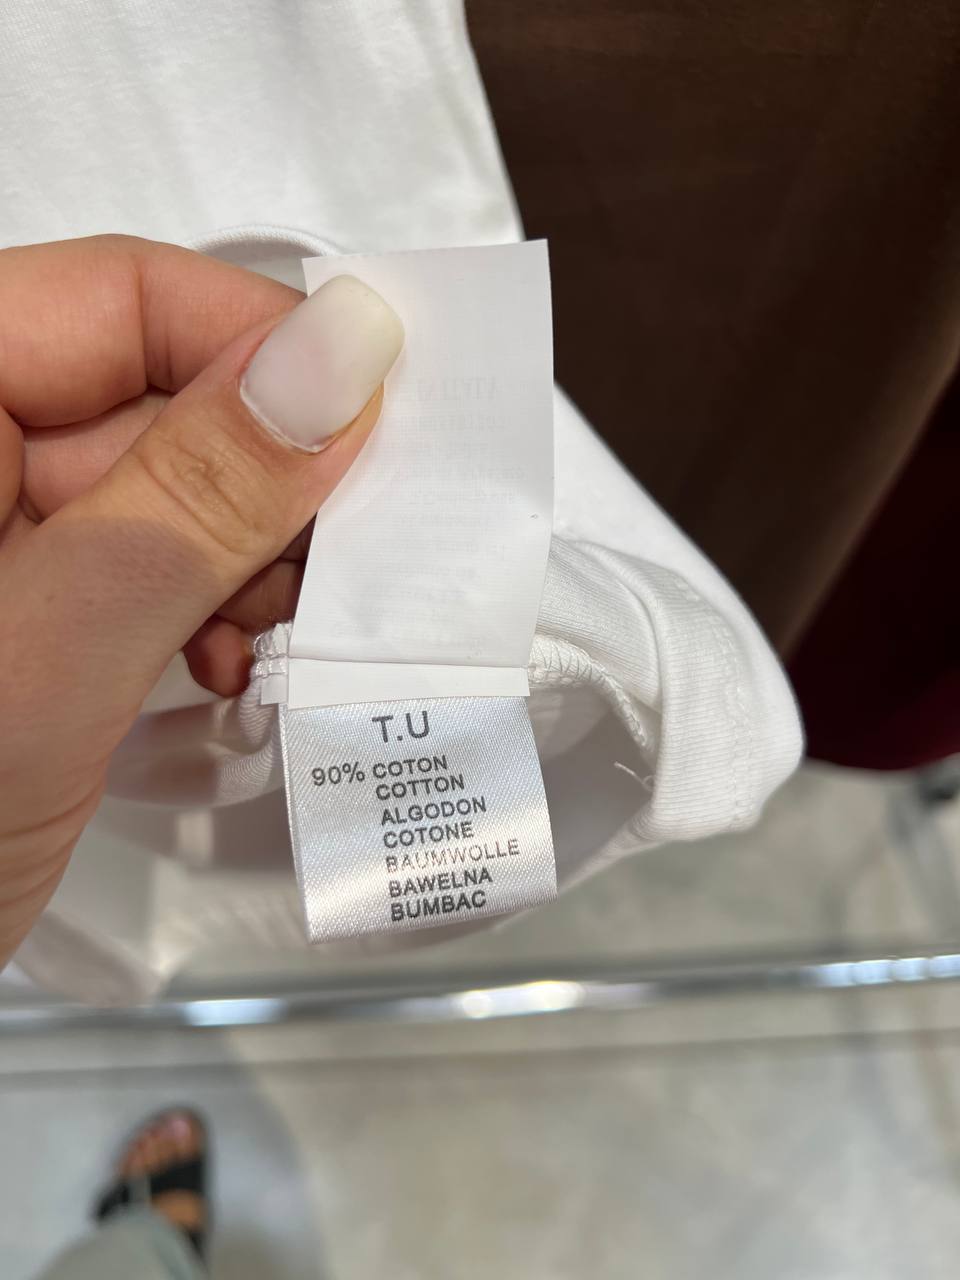 T.U
90% COTON
COTTON
ALGODON
COTONE
BAUMWOLLE
BAWELNA
BUMBAC